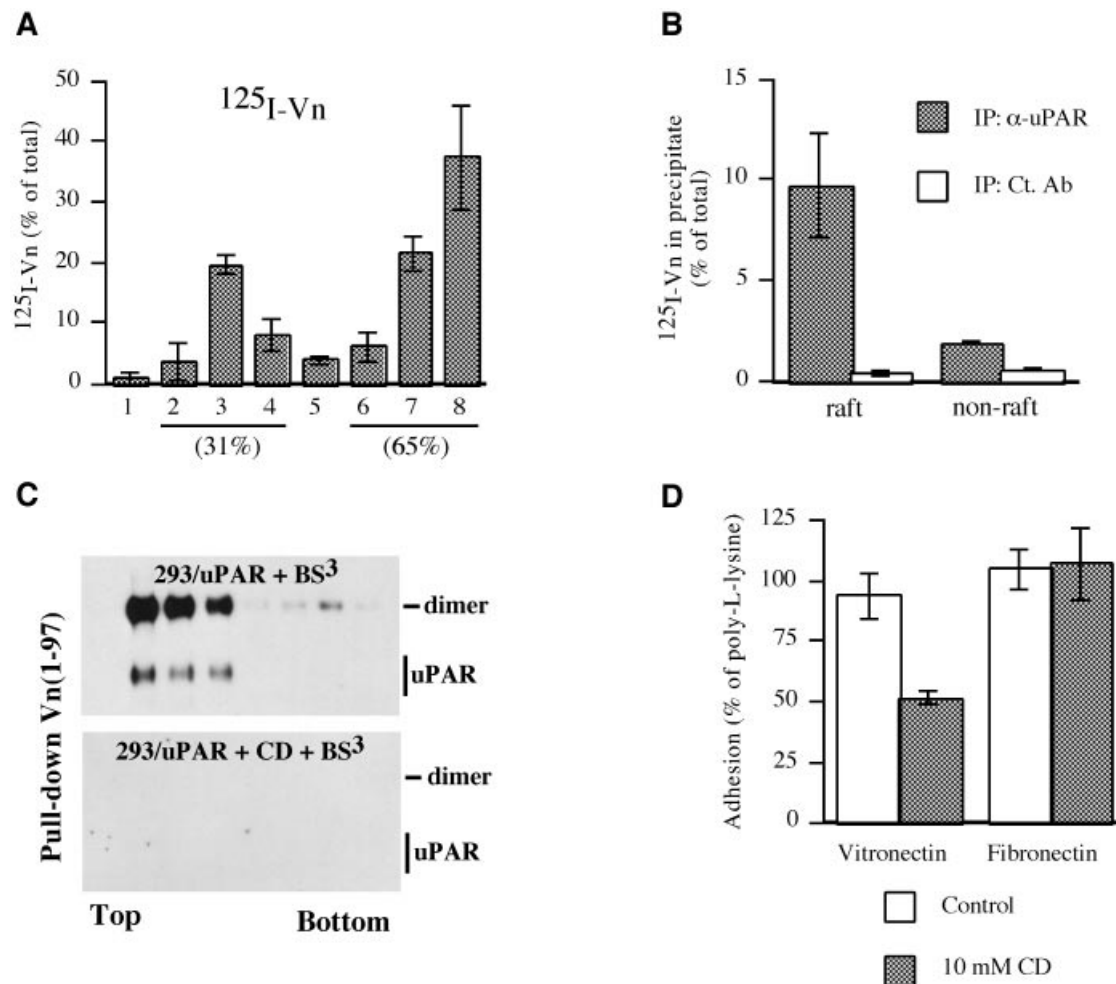 A
125I-Vn (% of total)
50
40
30
20
10
0
125I-Vn
1 2 3 4 5 6 7 8
(31%) (65%)
B
125I-Vn in precipitate
(% of total)
15
10
5
0
IP: α-uPAR
IP: Ct. Ab
raft non-raft
C
Pull-down Vn(1-97)
293/uPAR + BS3
dimer
uPAR
293/uPAR + CD + BS3
dimer
uPAR
Top Bottom
D
Adhesion (% of poly-L-lysine)
125
100
75
50
25
0
Vitronectin Fibronectin
Control
10 mM CD